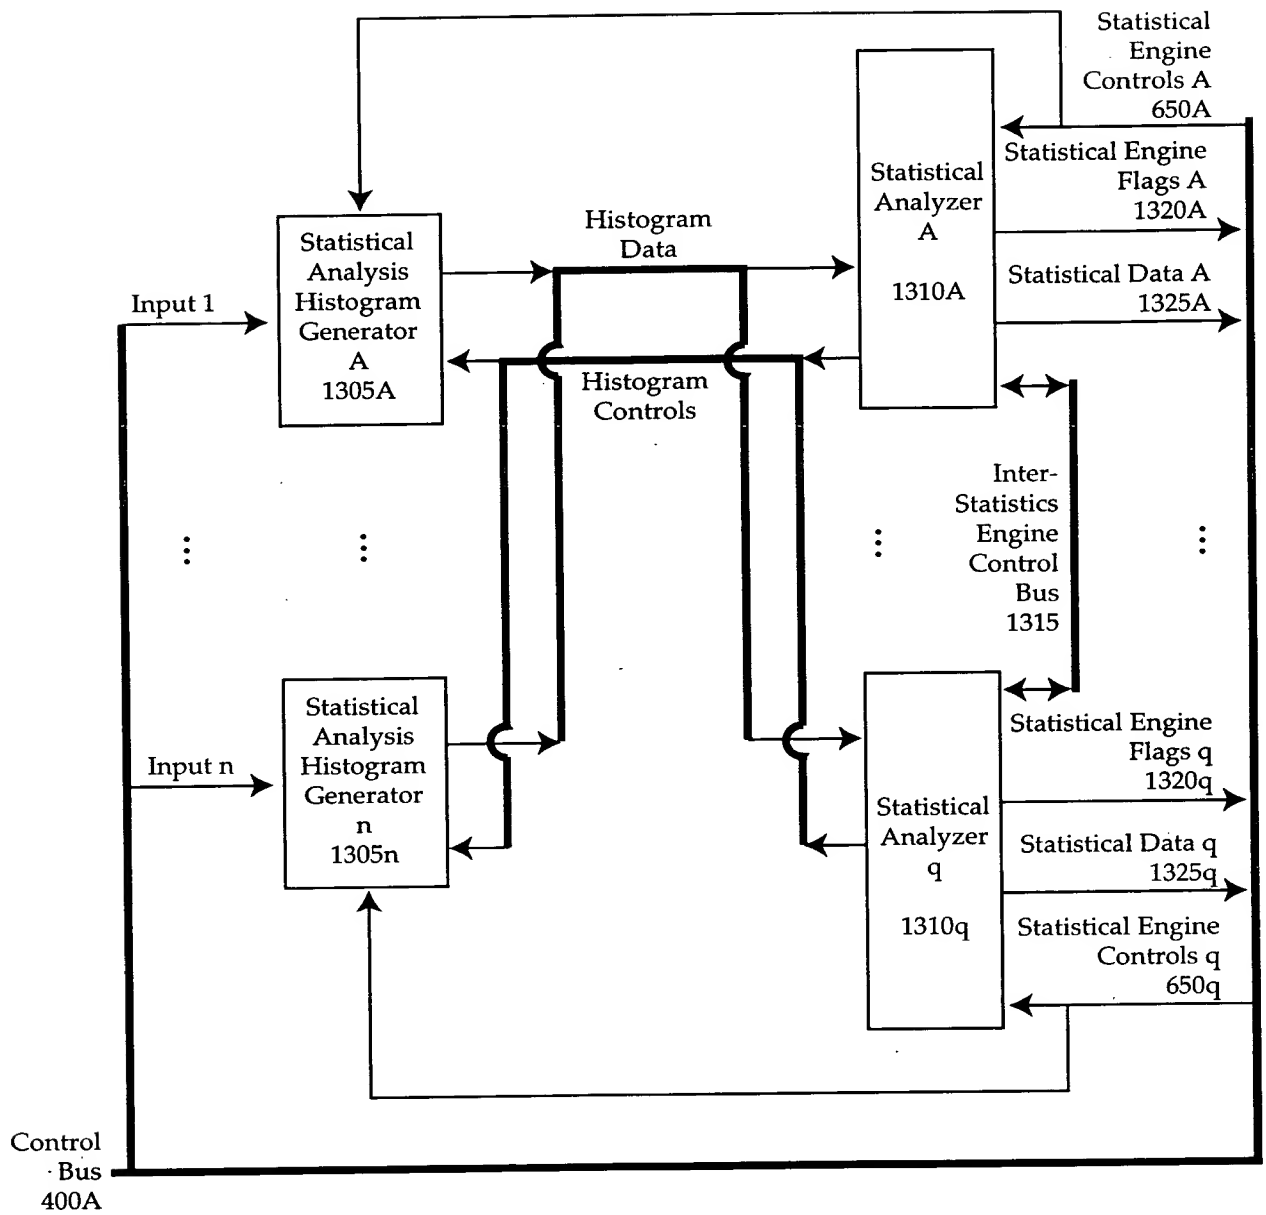 Statistical
Engine
Controls A
650A
Statistical Engine
Flags A
1320A
Statistical Data A
1325A
Statistical
Analyzer
A
1310A
Histogram
Data
Statistical
Analysis
Histogram
Generator
A
1305A
Input 1
Histogram
Controls
⋮
⋮
⋮
⋮
Inter-
Statistics
Engine
Control
Bus
1315
Statistical
Analysis
Histogram
Generator
n
1305n
Input n
Statistical
Analyzer
q
1310q
Statistical Engine
Flags q
1320q
Statistical Data q
1325q
Statistical Engine
Controls q
650q
Control
Bus
400A